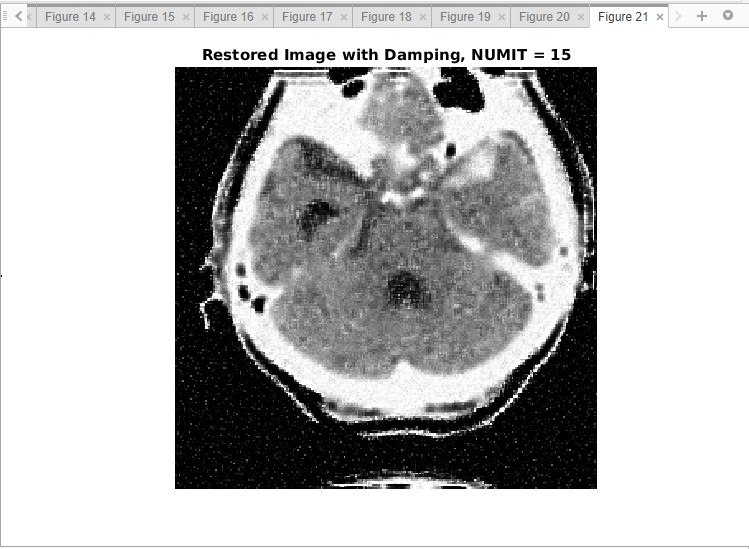 Figure 14 × Figure 15 × Figure 16 × Figure 17 × Figure 18 × Figure 19 × Figure 20 × Figure 21 ×
Restored Image with Damping, NUMIT = 15